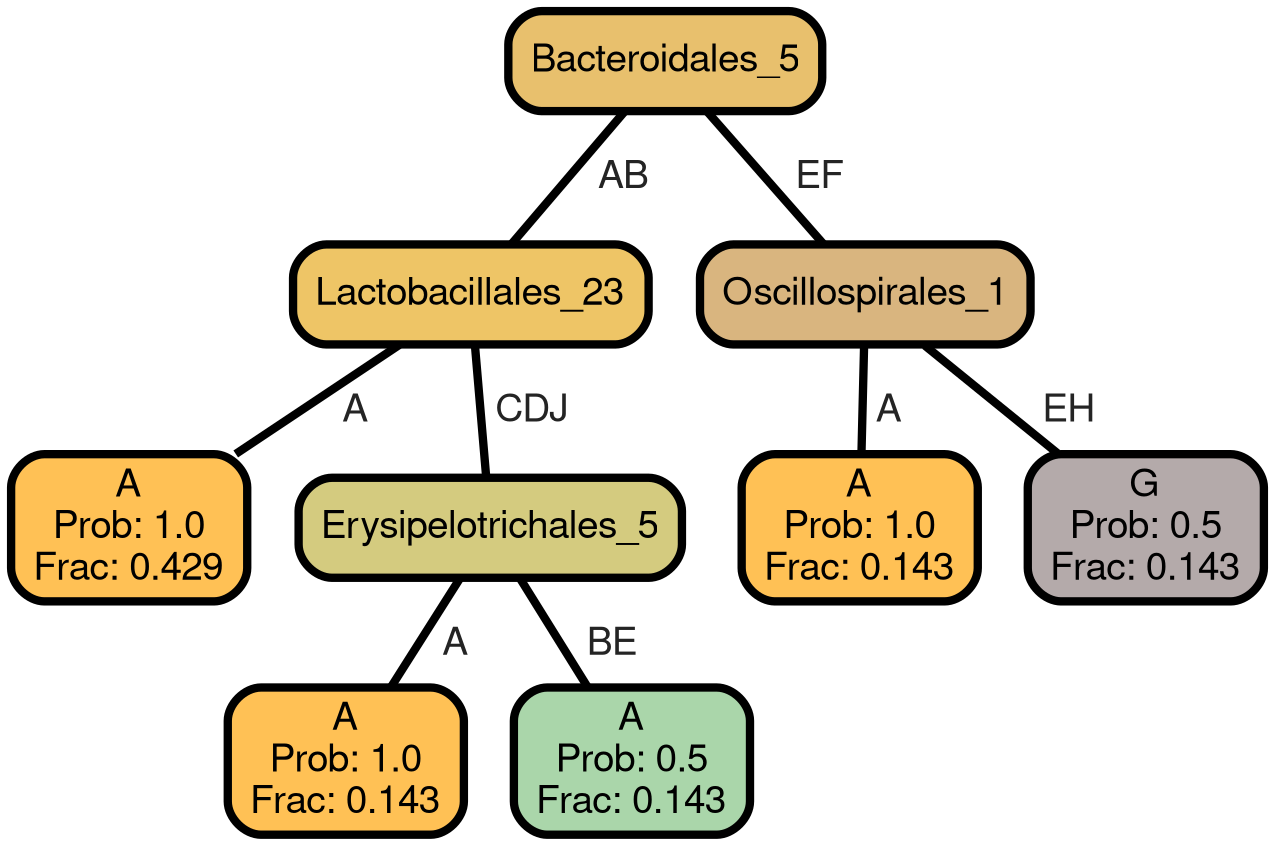 Bacteroidales_5
AB
EF
Lactobacillales_23
Oscillospirales_1
A
CDJ
A
EH
A
Prob: 1.0
Frac: 0.429
Erysipelotrichales_5
A
Prob: 1.0
Frac: 0.143
G
Prob: 0.5
Frac: 0.143
A
BE
A
Prob: 1.0
Frac: 0.143
A
Prob: 0.5
Frac: 0.143